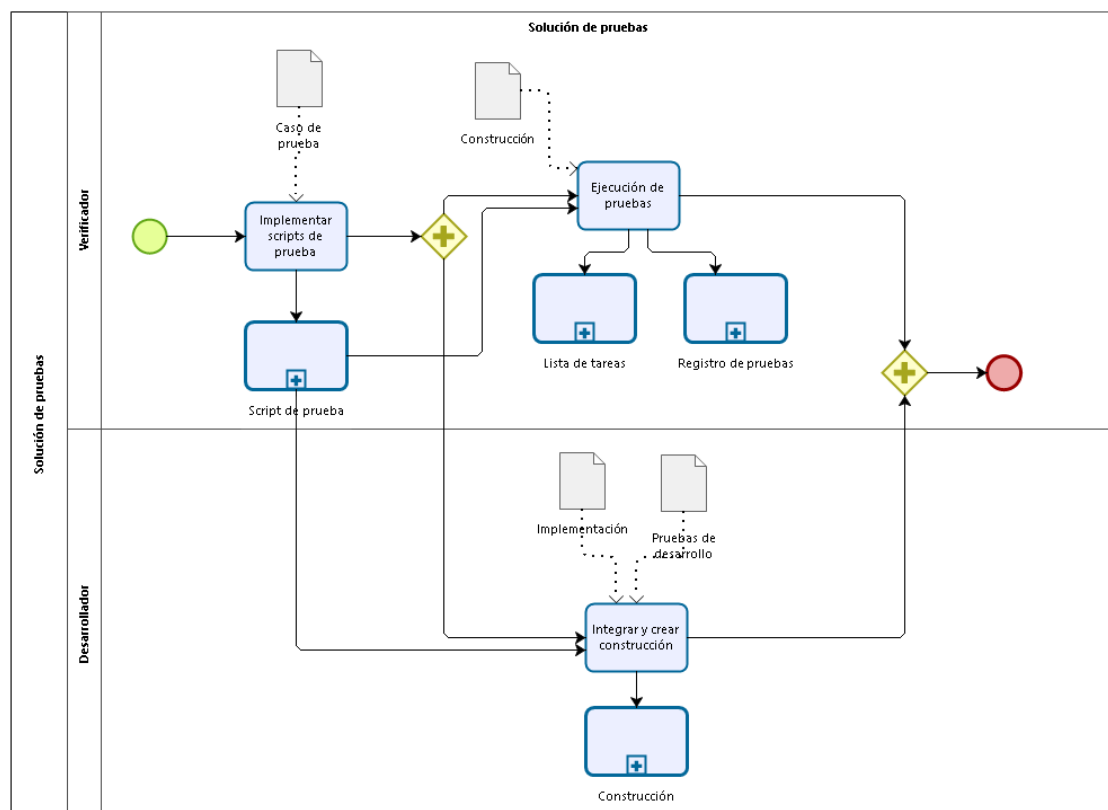 Solución de pruebas
Solución de pruebas
Verificador
Caso de
prueba
Construcción
Implementar
scripts de
prueba
Ejecución de
pruebas
Lista de tareas
Registro de pruebas
Script de prueba
Desarrollador
Implementación
Pruebas de
desarrollo
Integrar y crear
construcción
Construcción